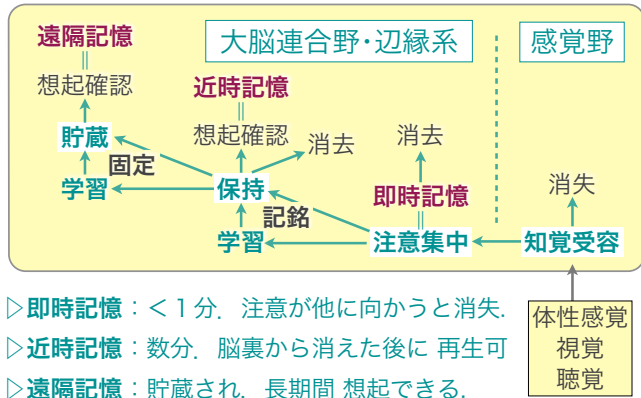 遠隔記憶
大脳連合野・辺縁系
感覚野
想起確認
近時記憶
貯蔵
想起確認
消去
消去
固定
学習
保持
即時記憶
消失
記銘
学習
注意集中
知覚受容
▷即時記憶：＜1分．注意が他に向かうと消失．
▷近時記憶：数分．脳裏から消えた後に 再生可
▷遠隔記憶：貯蔵され，長期間 想起できる．
体性感覚
視覚
聴覚